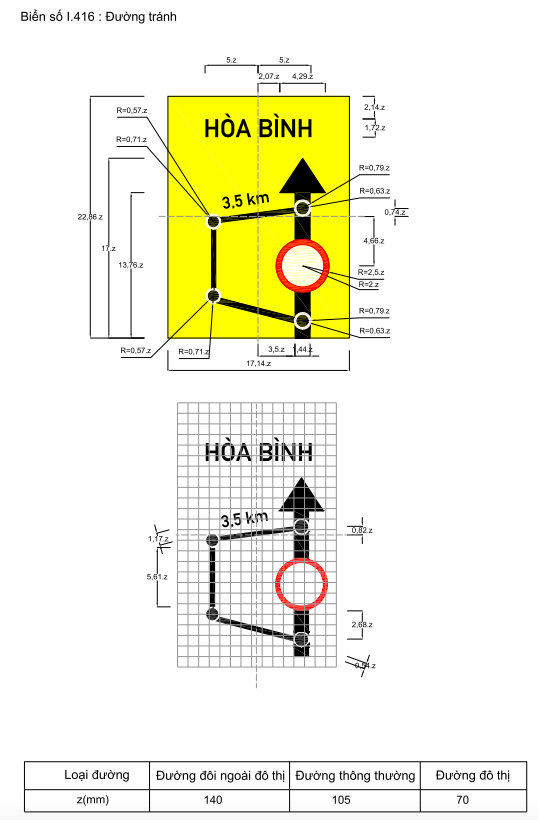 Biển số I.416 : Đường tránh
5.z 5.z
2,07.z 4,29.z
R=0,57.z
2,14.z
HÒA BÌNH
1,72.z
R=0,71.z
R=0,79.z
3.5 km
R=0,63.z
22,86.z
0,74.z
17.z
4,66.z
13,76.z
R=2,5.z
R=2.z
R=0,79.z
R=0,63.z
R=0,57.z R=0,71.z 3,5.z 1,44.z
17,14.z
HÒA BÌNH
3.5 km
0,82.z
1,17.z
5,61.z
2,68.z
0,54.z
Loại đường Đường đôi ngoài đô thị Đường thông thường Đường đô thị
z(mm) 140 105 70